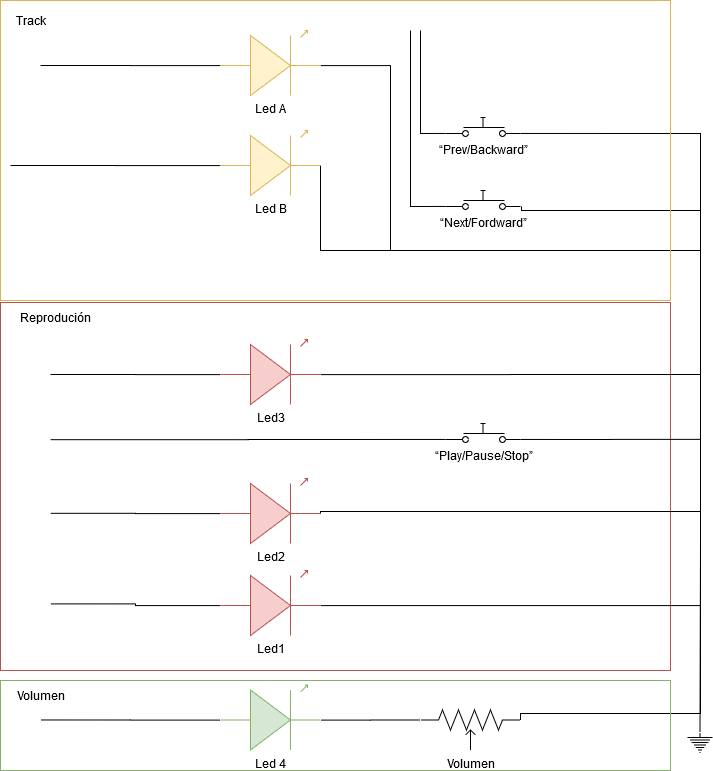 Track
Led A
“Prev/Backward”
Led B
“Next/Fordward”
Reprodución
Led3
“Play/Pause/Stop”
Led2
Led1
Volumen
Led 4
Volumen